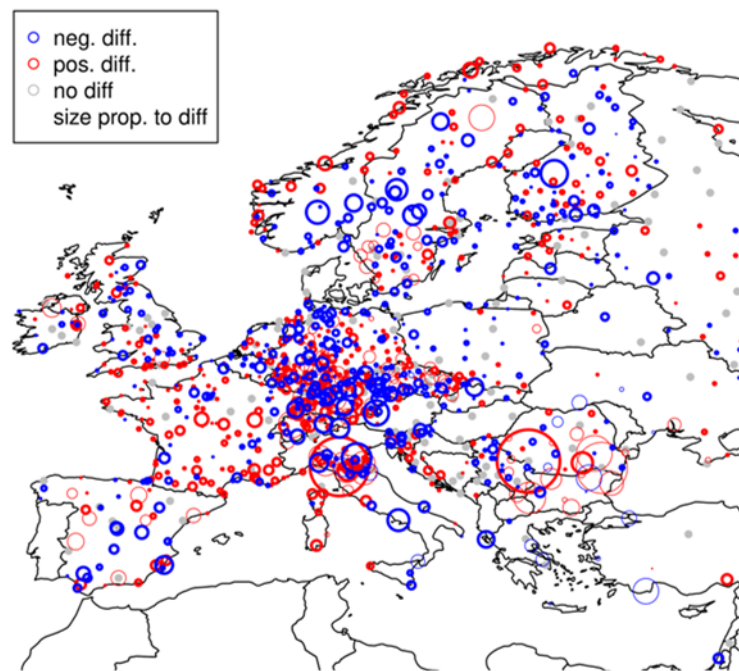 neg. diff.
pos. diff.
no diff
size prop. to diff